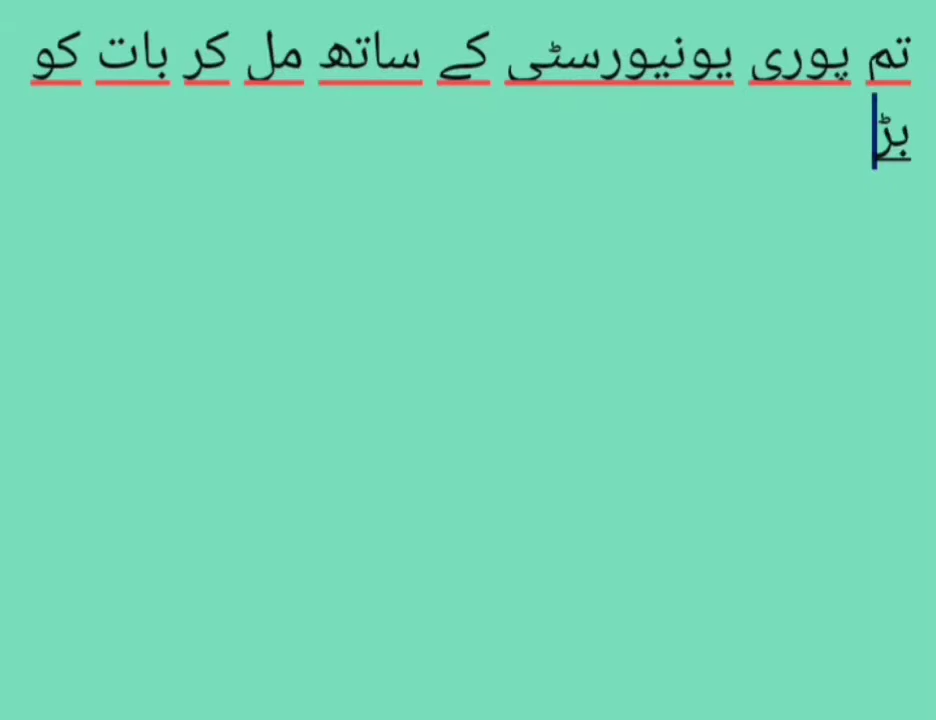 تم پوری یونیورسٹی کے ساتھ مل کر بات کو
بڑ